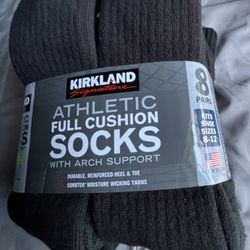 KIRKLAND
Signature
ATHLETIC
FULL CUSHION
SOCKS
WITH ARCH SUPPORT
• DURABLE, REINFORCED HEEL & TOE
• SORBTEK® MOISTURE WICKING YARNS
8
PAIRS
FITS
SHOE
SIZES
8-12